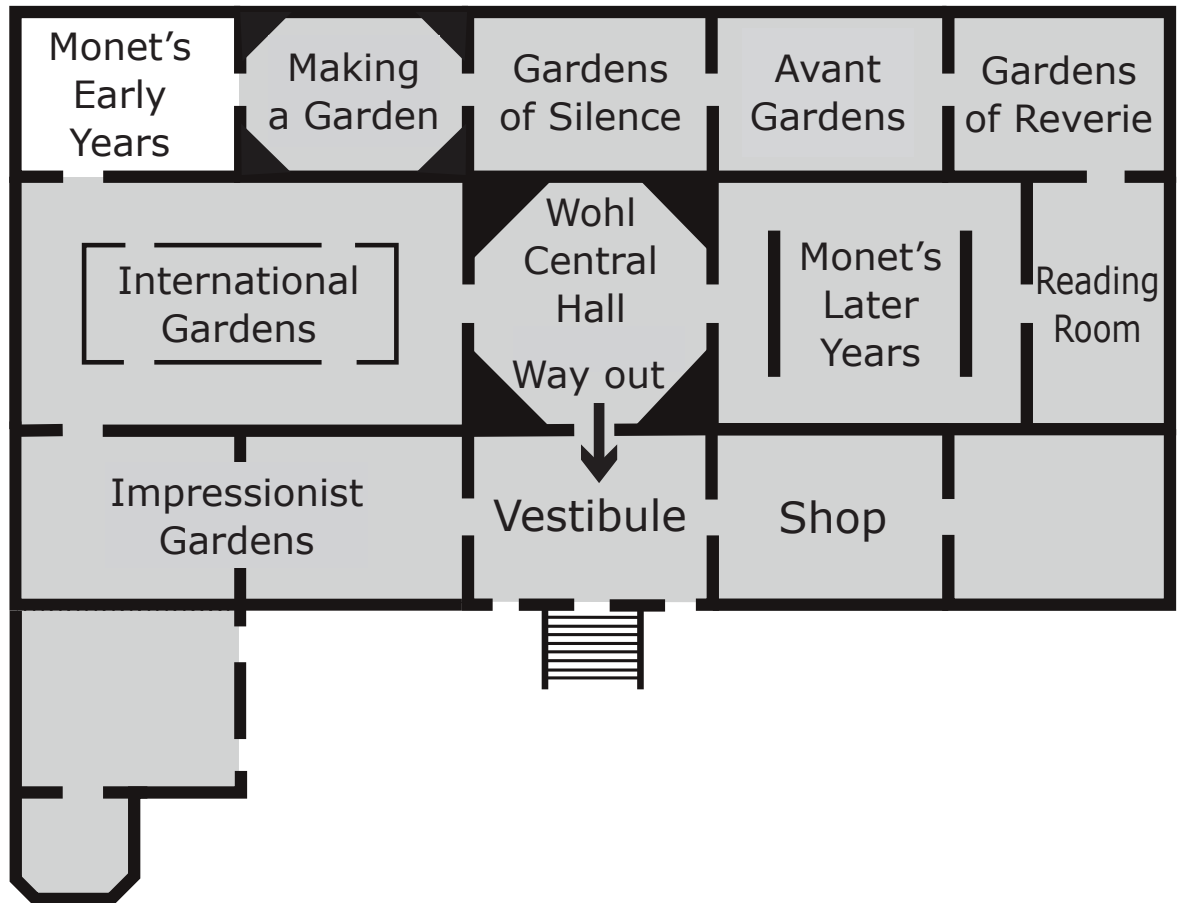 Monet's
Early
Years
Making
a Garden
Gardens
of Silence
Avant
Gardens
Gardens
of Reverie
International
Gardens
Wohl
Central
Hall
Way out
Monet's
Later
Years
Reading
Room
Impressionist
Gardens
Vestibule
Shop